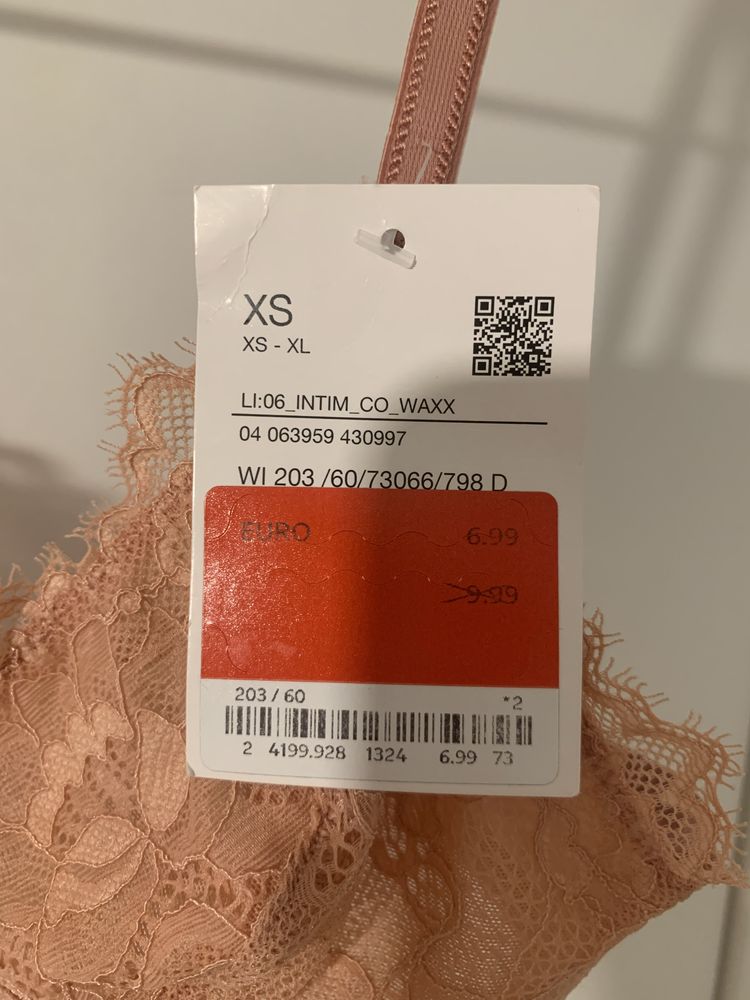 XS
XS - XL
LI:06_INTIM_CO_WAXX
04 063959 430997
WI 203 /60/73066/798 D
EURO 6.99
9.99
203 / 60 *2
2 4199.928 1324 6.99 73